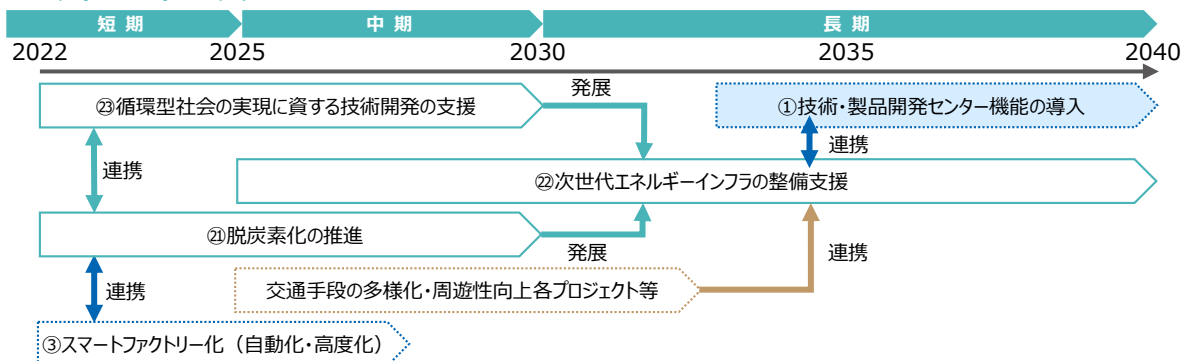 短期 中期 長期
2022 2025 2030 2035 2040
㉓循環型社会の実現に資する技術開発の支援
発展
①技術・製品開発センター機能の導入
連携
連携
㉒次世代エネルギーインフラの整備支援
㉑脱炭素化の推進
発展
連携
連携
交通手段の多様化・周遊性向上各プロジェクト等
③スマートファクトリー化（自動化・高度化）